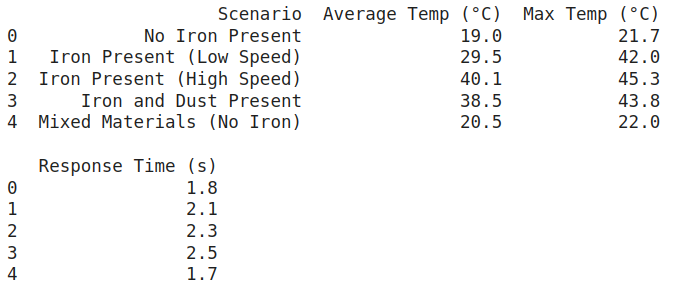 Scenario Average Temp (°C) Max Temp (°C)
0 No Iron Present 19.0 21.7
1 Iron Present (Low Speed) 29.5 42.0
2 Iron Present (High Speed) 40.1 45.3
3 Iron and Dust Present 38.5 43.8
4 Mixed Materials (No Iron) 20.5 22.0
Response Time (s)
0 1.8
1 2.1
2 2.3
3 2.5
4 1.7